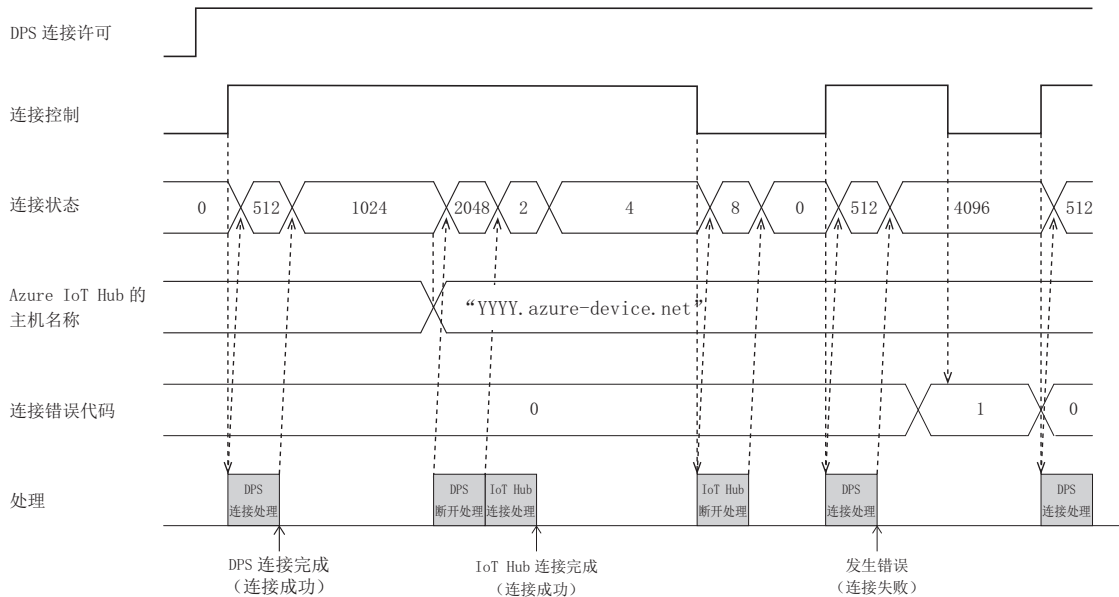 DPS 连接许可
连接控制
连接状态
0 512 1024 2048 2 4 8 0 512 4096 512
Azure IoT Hub 的
主机名称
“YYYY.azure-device.net”
连接错误代码
0 1 0
处理
DPS
连接处理
DPS
断开处理
IoT Hub
连接处理
IoT Hub
断开处理
DPS
连接处理
DPS
连接处理
DPS 连接完成
（连接成功）
IoT Hub 连接完成
（连接成功）
发生错误
（连接失败）